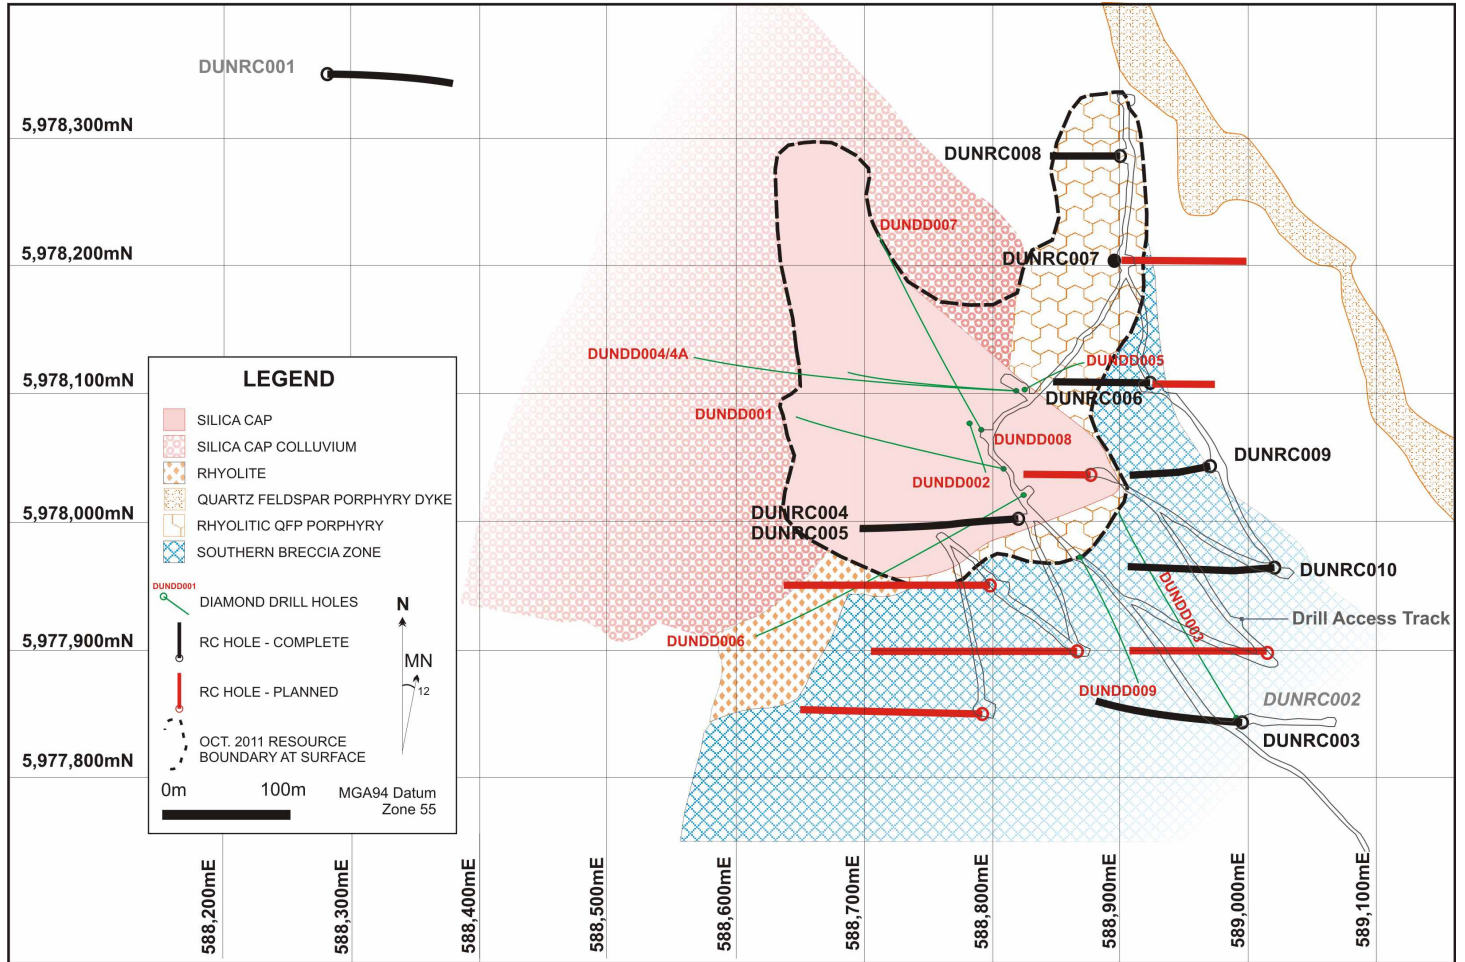 DUNRC001
5,978,300mN
DUNRC008
DUNDD007
5,978,200mN
DUNRC007
DUNDD004/4A
DUNDD005
5,978,100mN
DUNRC006
LEGEND
SILICA CAP
SILICA CAP COLLUVIUM
RHYOLITE
QUARTZ FELDSPAR PORPHYRY DYKE
RHYOLITIC QFP PORPHYRY
SOUTHERN BRECCIA ZONE
DUNDD001
DIAMOND DRILL HOLES
RC HOLE - COMPLETE
RC HOLE - PLANNED
OCT. 2011 RESOURCE
BOUNDARY AT SURFACE
N
MN
12
0m
100m
MGA94 Datum
Zone 55
DUNDD001
DUNDD008
DUNDD002
DUNRC009
5,978,000mN
DUNRC004
DUNRC005
DUNRC010
DUNDD003
Drill Access Track
5,977,900mN
DUNDD006
DUNDD009
DUNRC002
DUNRC003
5,977,800mN
588,200mE
588,300mE
588,400mE
588,500mE
588,600mE
588,700mE
588,800mE
588,900mE
589,000mE
589,100mE